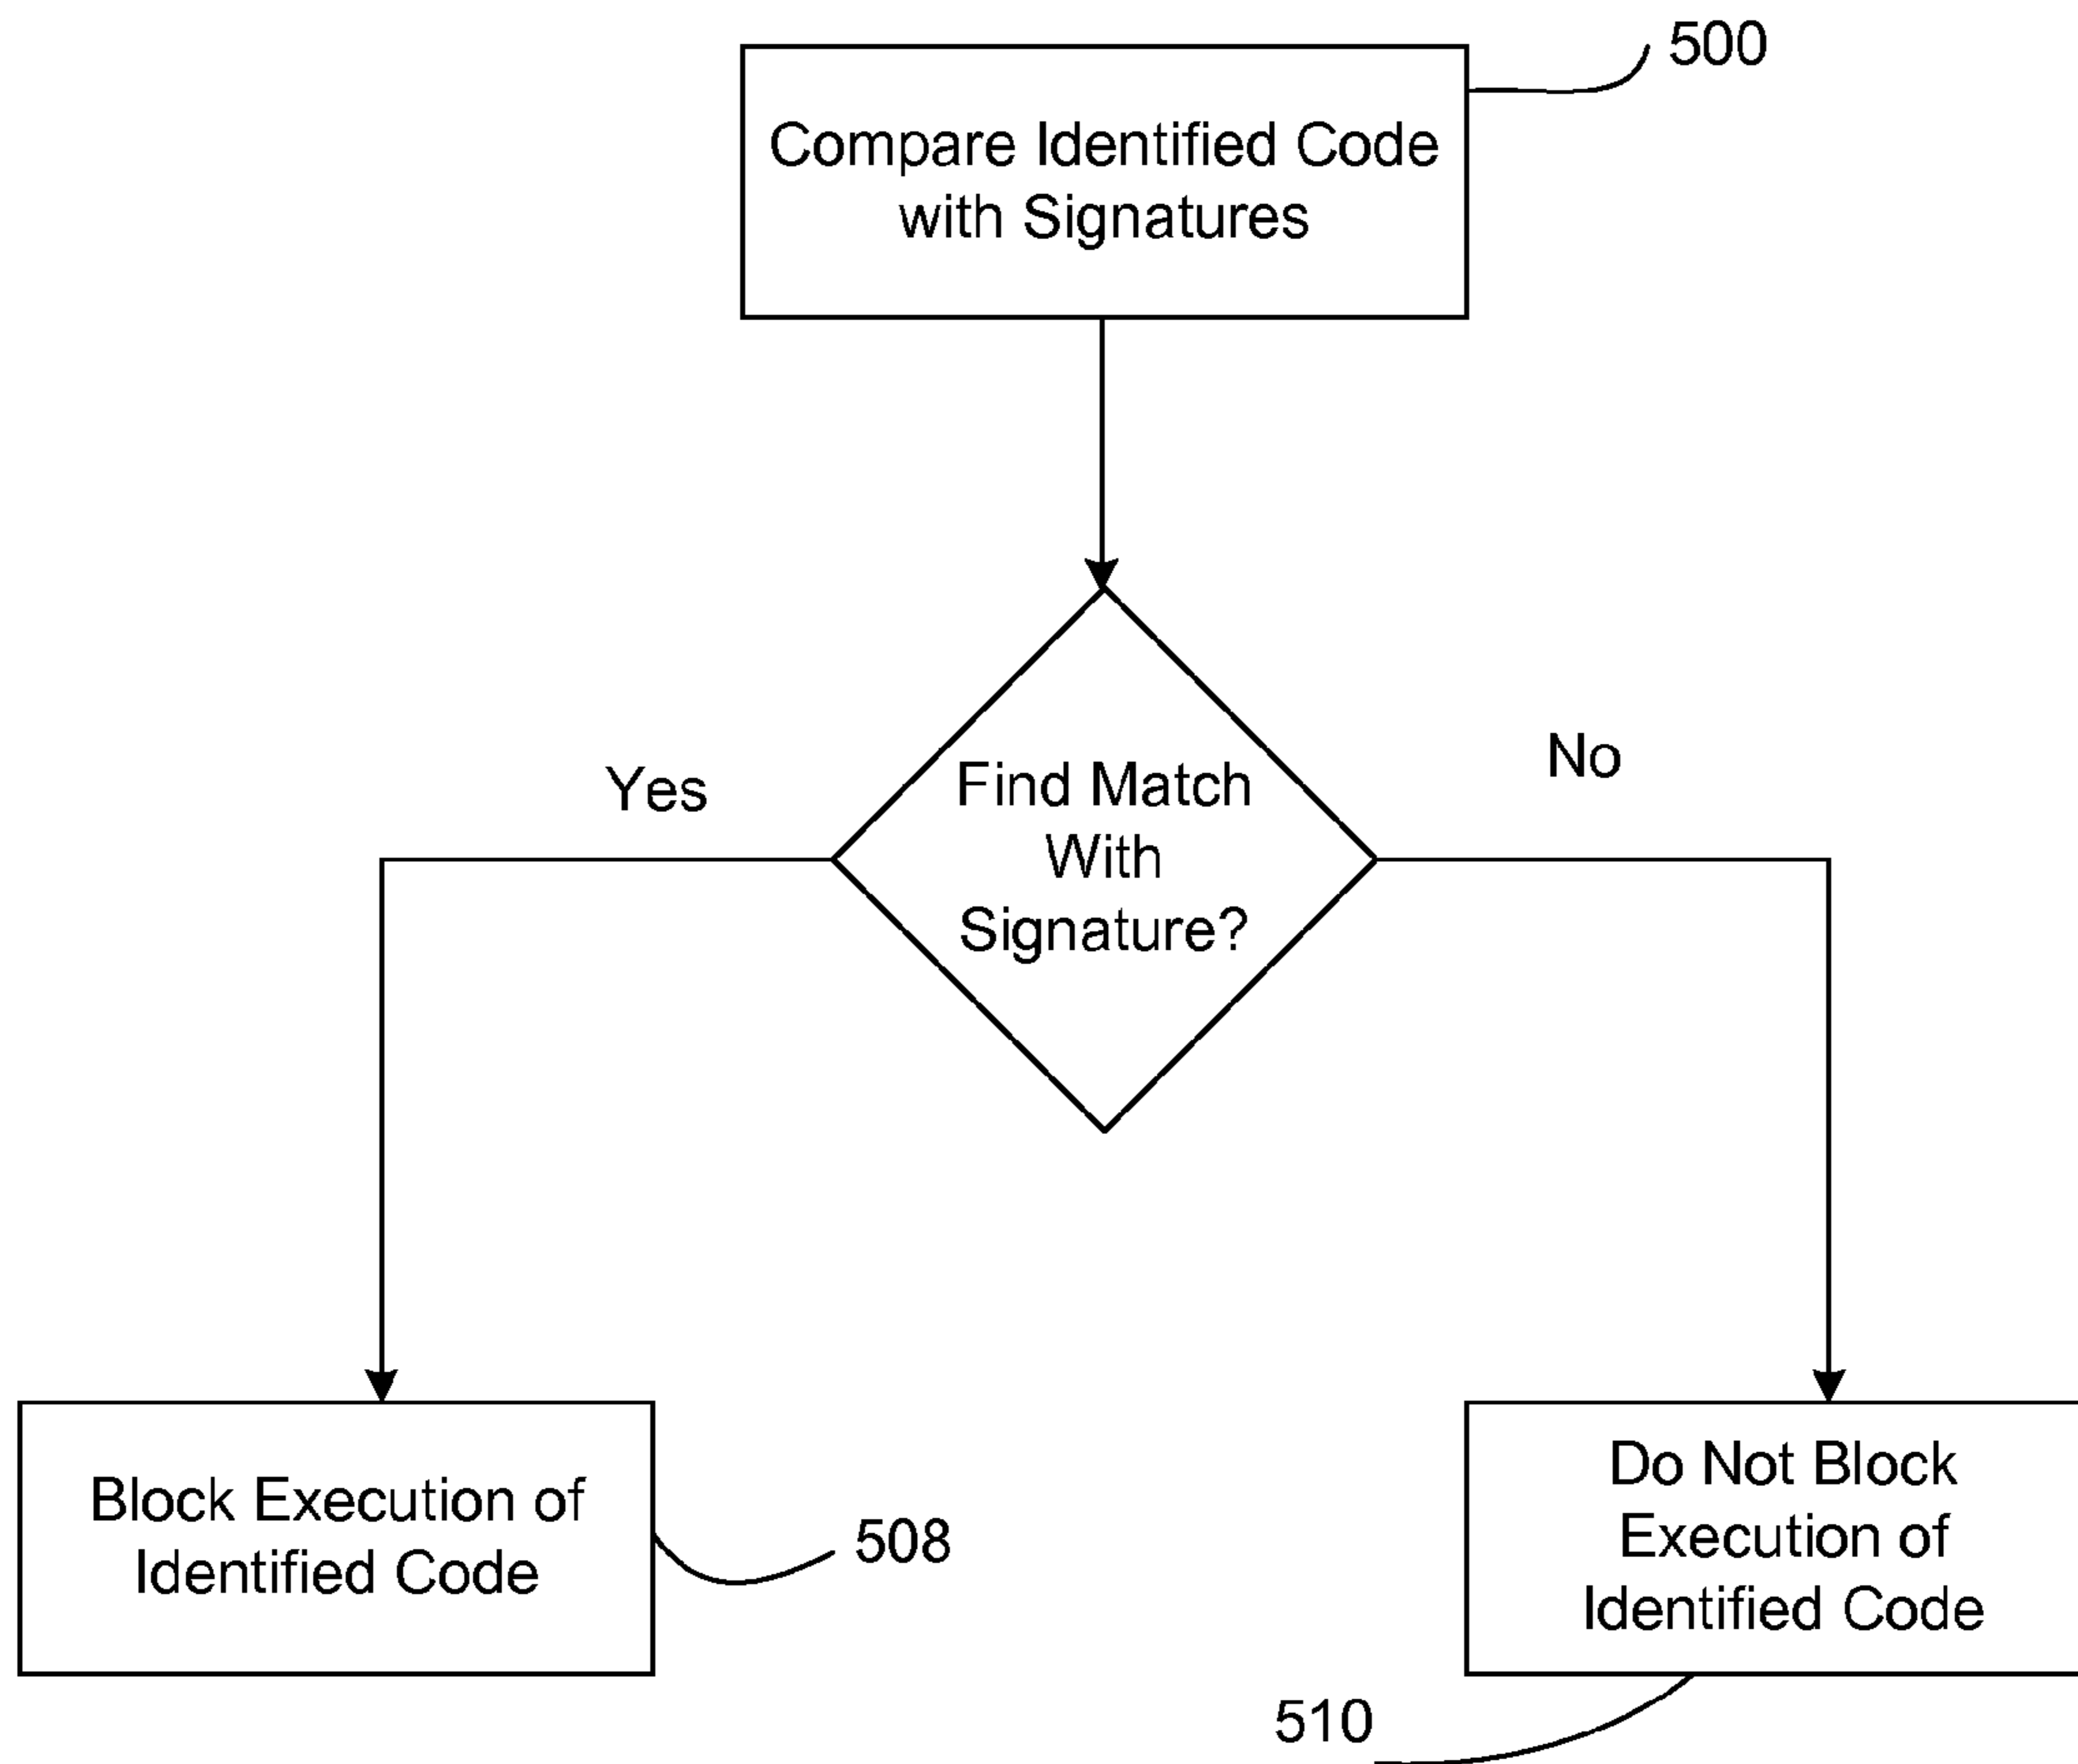 500
Compare Identified Code
with Signatures
Yes
No
Find Match
With
Signature?
Block Execution of
Identified Code
508
Do Not Block
Execution of
Identified Code
510